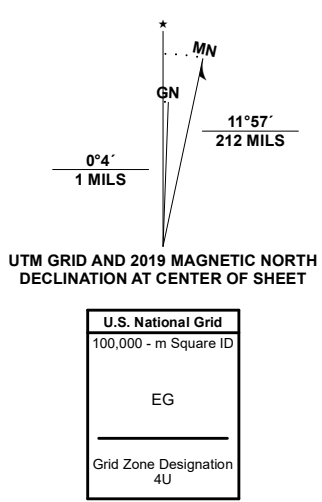 ★
MN
GN
11°57´
212 MILS
0°4´
1 MILS
UTM GRID AND 2019 MAGNETIC NORTH
DECLINATION AT CENTER OF SHEET
U.S. National Grid
100,000 - m Square ID
EG
Grid Zone Designation
4U